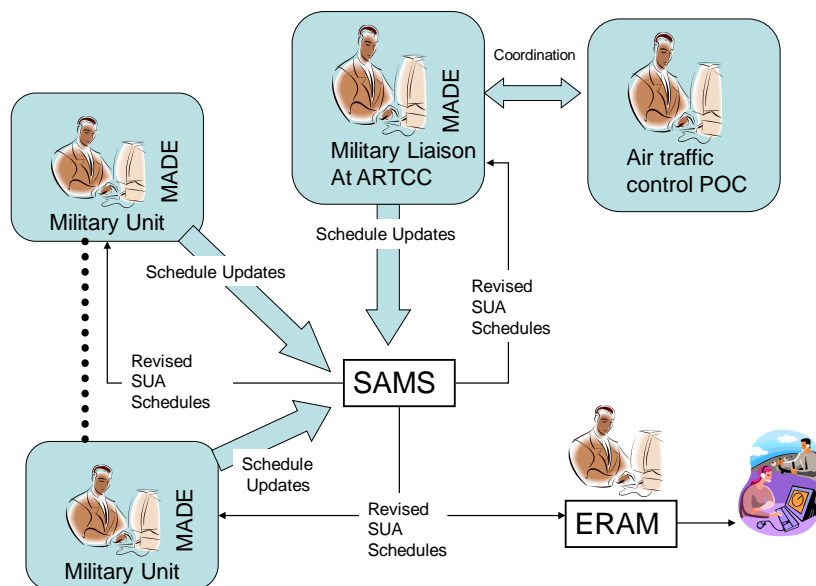 Coordination
MADE
Military Liaison
At ARTCC
Air traffic
control POC
MADE
Military Unit
Schedule Updates
Schedule Updates
Revised
SUA
Schedules
Revised
SUA
Schedules
SAMS
MADE
Military Unit
Schedule
Updates
Revised
SUA
Schedules
ERAM